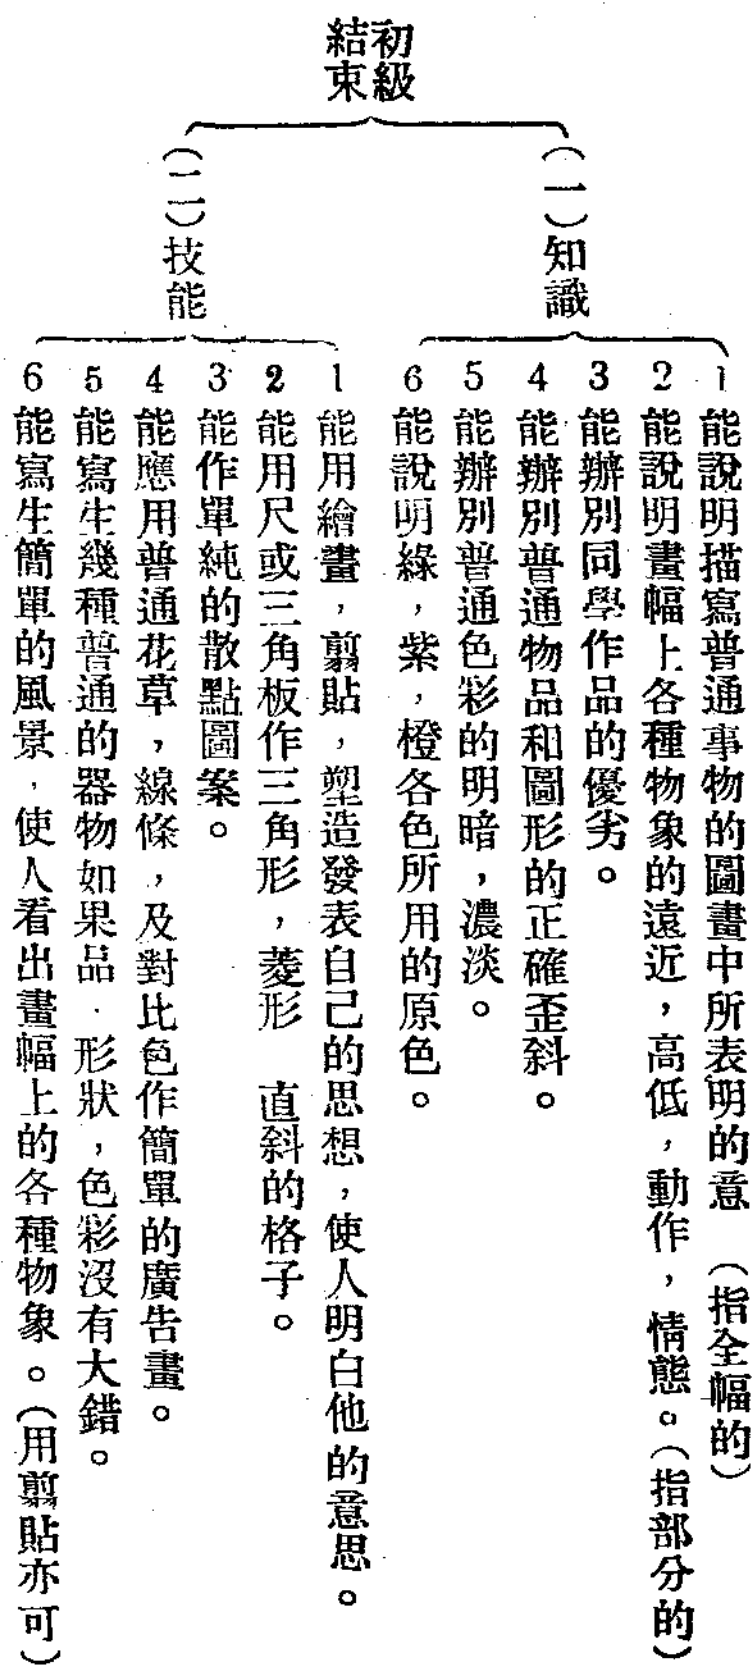 初級
結束
(一)知識
1 能說明描寫普通事物的圖畫中所表明的意 (指全幅的)
2 能說明畫幅上各種物象的遠近，高低，動作，情態。(指部分的)
3 能辦別同學作品的優劣。
4 能辦別普通物品和圖形的正確歪斜。
5 能辦別普通色彩的明暗，濃淡。
6 能說明綠，紫，橙各色所用的原色。
(二)技能
1 能用繪畫，剪貼，塑造發表自己的思想，使人明白他的意思。
2 能用尺或三角板作三角形，菱形 直斜的格子。
3 能作單純的散點圖案。
4 能應用普通花草，線條，及對比色作簡單的廣告畫。
5 能寫生幾種普通的器物如果品．形狀，色彩沒有大錯。
6 能寫生簡單的風景，使人看出畫幅上的各種物象。(用剪貼亦可)